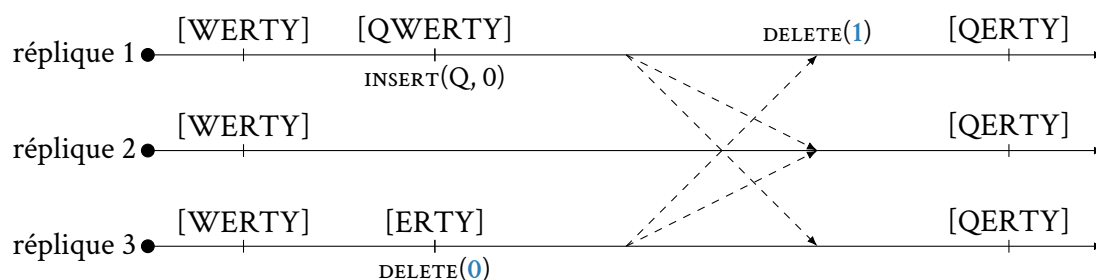 [WERTY] [QWERTY] DELETE(1) [QERTY]
réplique 1
INSERT(Q, 0)
[WERTY] [QERTY]
réplique 2
[WERTY] [ERTY] [QERTY]
réplique 3
DELETE(0)